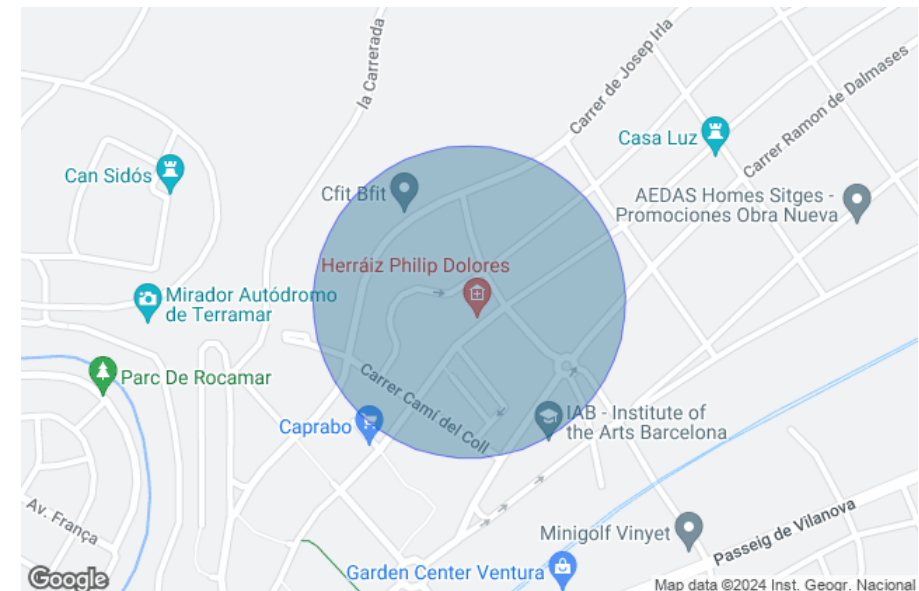 la Carrerada
Carrer de Josep Irla
Carrer Ramon de Dalmases
Casa Luz
Can Sidós
Cfit Bfit
AEDAS Homes Sitges -
Promociones Obra Nueva
Herráiz Philip Dolores
Mirador Autódromo
de Terramar
Parc De Rocamar
Carrer Camí del Coll
Caprabo
IAB - Institute of
the Arts Barcelona
Av. França
Minigolf Vinyet
Passeig de Vilanova
Garden Center Ventura
Google
Map data ©2024 Inst. Geogr. Nacional